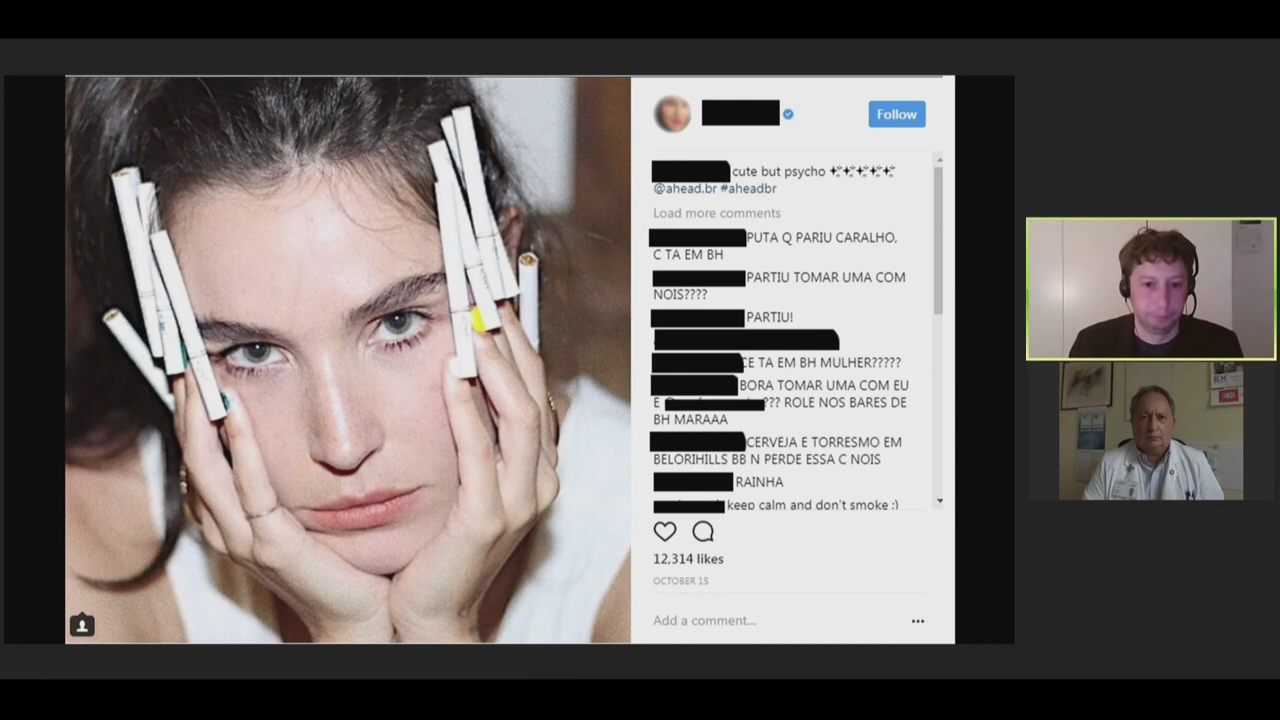 Follow
cute but psycho
@ahead.br #aheadbr
Load more comments
PUTA Q PARIU CARALHO,
C TA EM BH
PARTIU TOMAR UMA COM
NOIS????
PARTIU!
CE TA EM BH MULHER?????
BORA TOMAR UMA COM EU
E ??? ROLE NOS BARES DE
BH MARAAA
CERVEJA E TORRESMO EM
BELORIHILLS BB N PERDE ESSA C NOIS
RAINHA
keep calm and don't smoke :)
12,314 likes
OCTOBER 15
Add a comment...